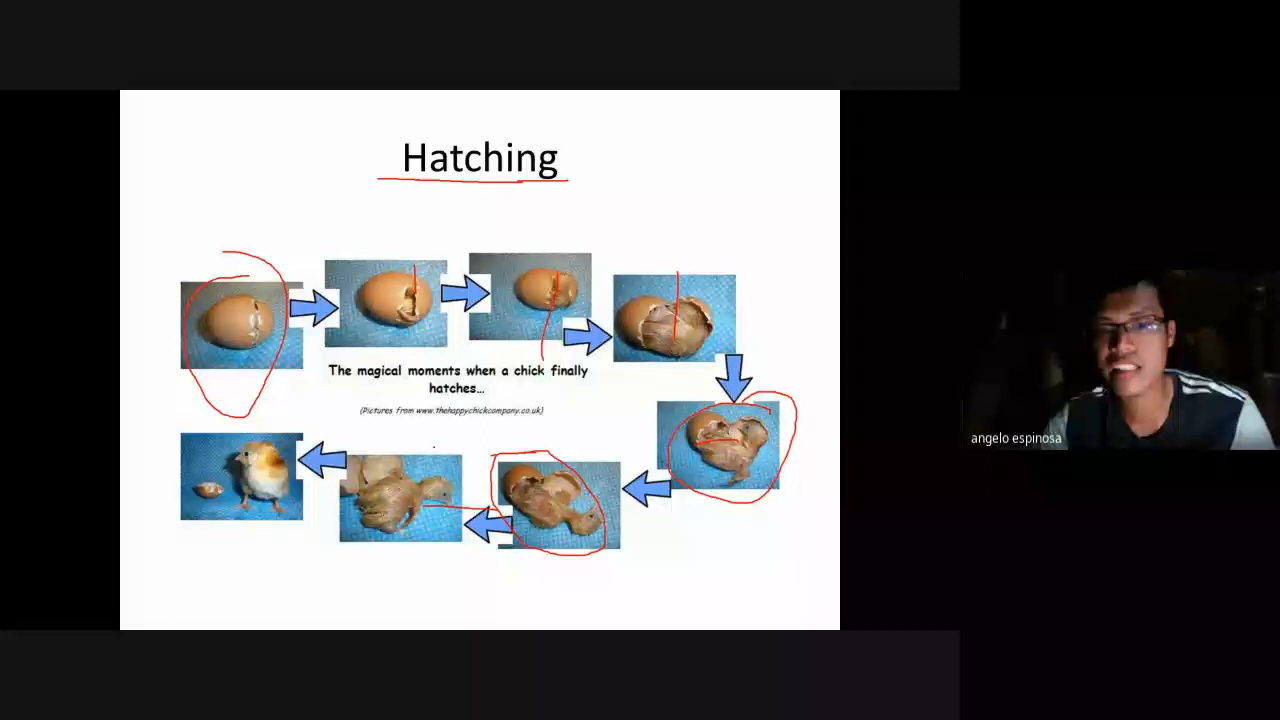 Hatching
The magical moments when a chick finally
hatches...
(Pictures from www.thehappychickcompany.co.uk)
angelo espinosa